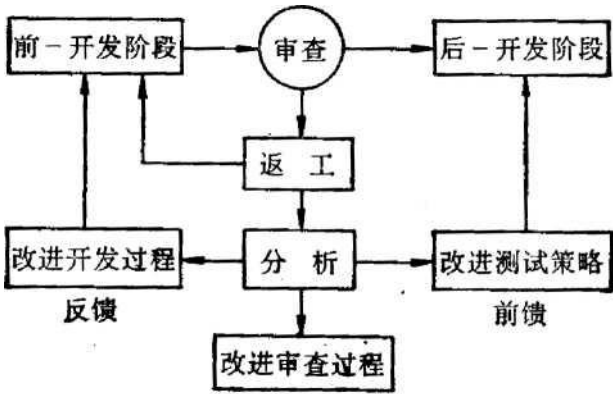 前-开发阶段
审查
后-开发阶段
返 工
改进开发过程
分 析
改进测试策略
反馈
前馈
改进审查过程